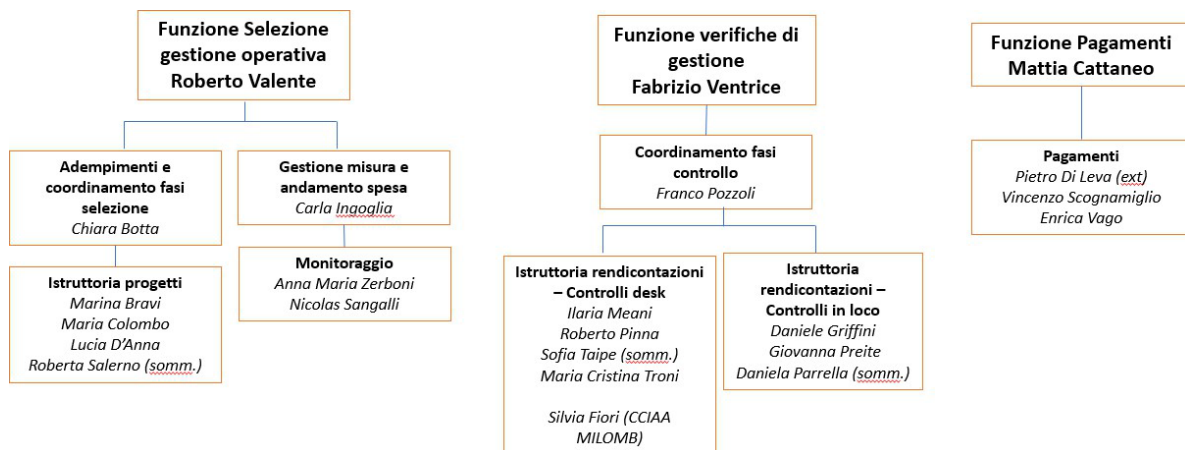 Funzione Selezione
gestione operativa
Roberto Valente
Adempimenti e
coordinamento fasi
selezione
Chiara Botta
Gestione misura e
andamento spesa
Carla Ingoglia
Istruttoria progetti
Marina Bravi
Maria Colombo
Lucia D’Anna
Roberta Salerno (somm.)
Monitoraggio
Anna Maria Zerboni
Nicolas Sangalli
Funzione verifiche di
gestione
Fabrizio Ventrice
Coordinamento fasi
controllo
Franco Pozzoli
Istruttoria rendicontazioni
– Controlli desk
Ilaria Meani
Roberto Pinna
Sofia Taipe (somm.)
Maria Cristina Troni
Silvia Fiori (CCIAA
MILOMB)
Istruttoria
rendicontazioni –
Controlli in loco
Daniele Griffini
Giovanna Preite
Daniela Parrella (somm.)
Funzione Pagamenti
Mattia Cattaneo
Pagamenti
Pietro Di Leva (ext)
Vincenzo Scognamiglio
Enrica Vago